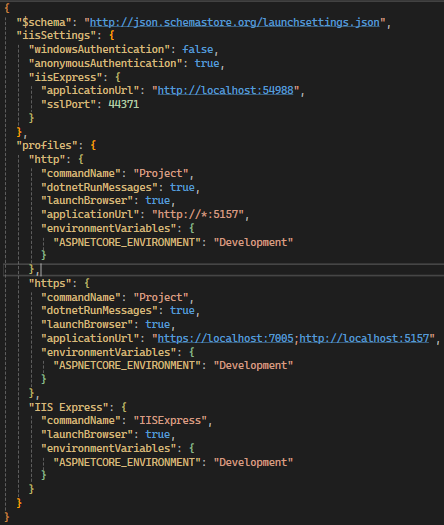 {
"$schema": "http://json.schemastore.org/launchsettings.json",
"iisSettings": {
"windowsAuthentication": false,
"anonymousAuthentication": true,
"iisExpress": {
"applicationUrl": "http://localhost:54988",
"sslPort": 44371
}
},
"profiles": {
"http": {
"commandName": "Project",
"dotnetRunMessages": true,
"launchBrowser": true,
"applicationUrl": "http://*:5157",
"environmentVariables": {
"ASPNETCORE_ENVIRONMENT": "Development"
}
},
"https": {
"commandName": "Project",
"dotnetRunMessages": true,
"launchBrowser": true,
"applicationUrl": "https://localhost:7005;http://localhost:5157",
"environmentVariables": {
"ASPNETCORE_ENVIRONMENT": "Development"
}
},
"IIS Express": {
"commandName": "IISExpress",
"launchBrowser": true,
"environmentVariables": {
"ASPNETCORE_ENVIRONMENT": "Development"
}
}
}
}